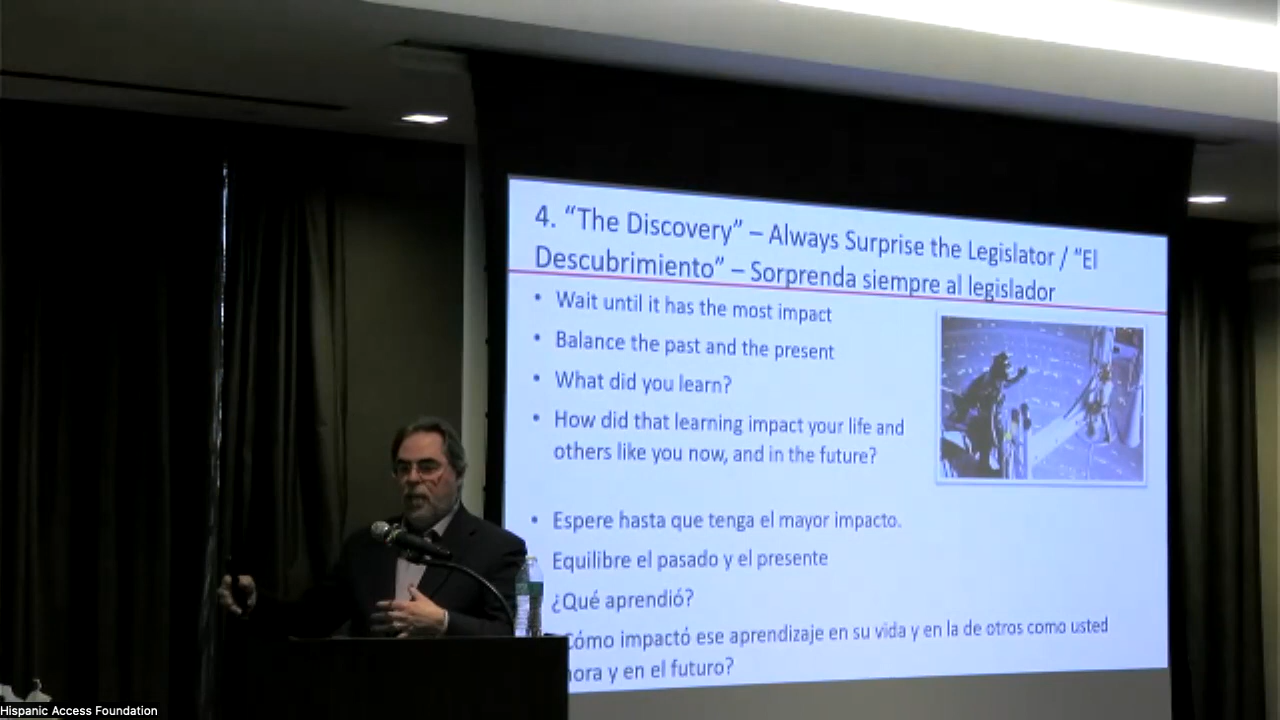 4. “The Discovery” – Always Surprise the Legislator / “El
Descubrimiento” – Sorprenda siempre al legislador
• Wait until it has the most impact
• Balance the past and the present
• What did you learn?
• How did that learning impact your life and
others like you now, and in the future?
• Espere hasta que tenga el mayor impacto.
Equilibre el pasado y el presente
¿Qué aprendió?
Cómo impactó ese aprendizaje en su vida y en la de otros como usted
y en el futuro?
Hispanic Access Foundation